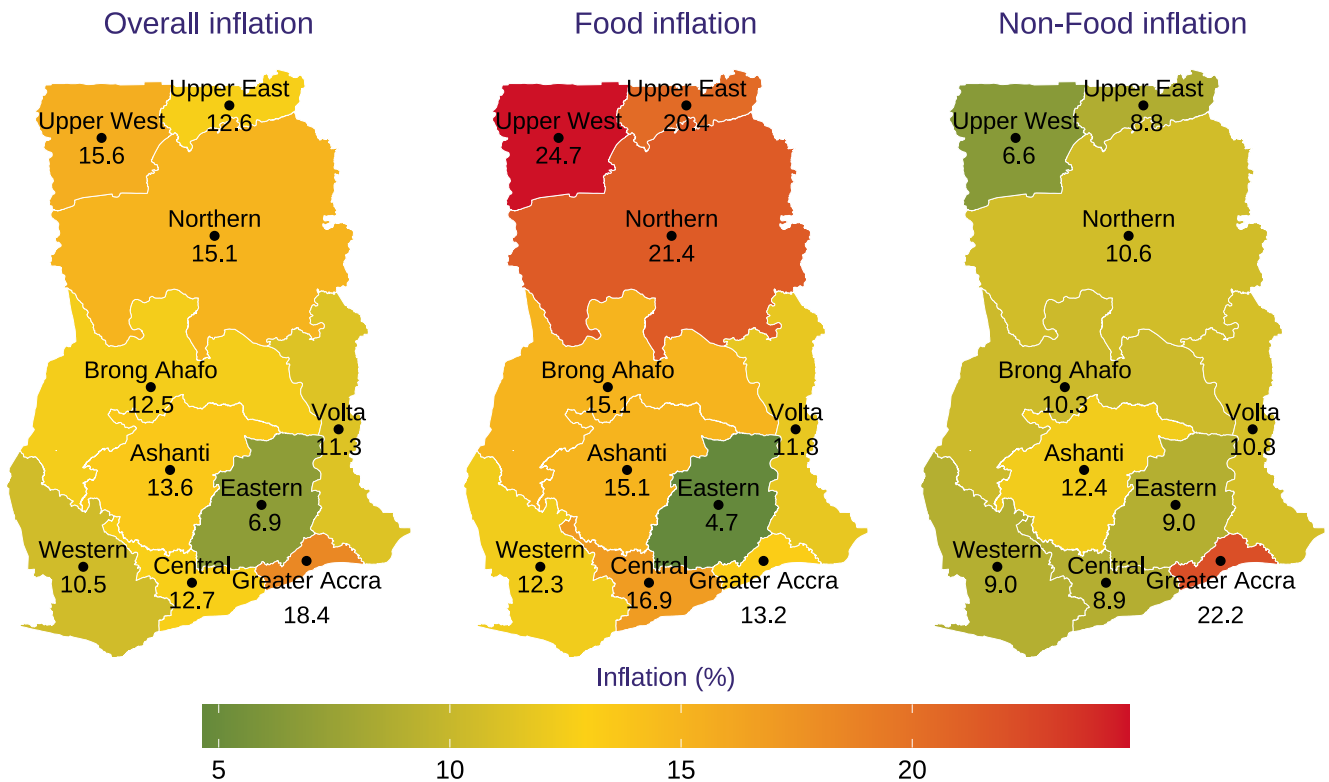 Overall inflation
Upper East
12.6
Upper West
15.6
Northern
15.1
Brong Ahafo
12.5
Volta
11.3
Ashanti
13.6
Eastern
6.9
Western
10.5
Central
12.7
Greater Accra
18.4
Food inflation
Upper East
20.4
Upper West
24.7
Northern
21.4
Brong Ahafo
15.1
Volta
11.8
Ashanti
15.1
Eastern
4.7
Western
12.3
Central
16.9
Greater Accra
13.2
Non-Food inflation
Upper East
8.8
Upper West
6.6
Northern
10.6
Brong Ahafo
10.3
Volta
10.8
Ashanti
12.4
Eastern
9.0
Western
9.0
Central
8.9
Greater Accra
22.2
Inflation (%)
5 10 15 20